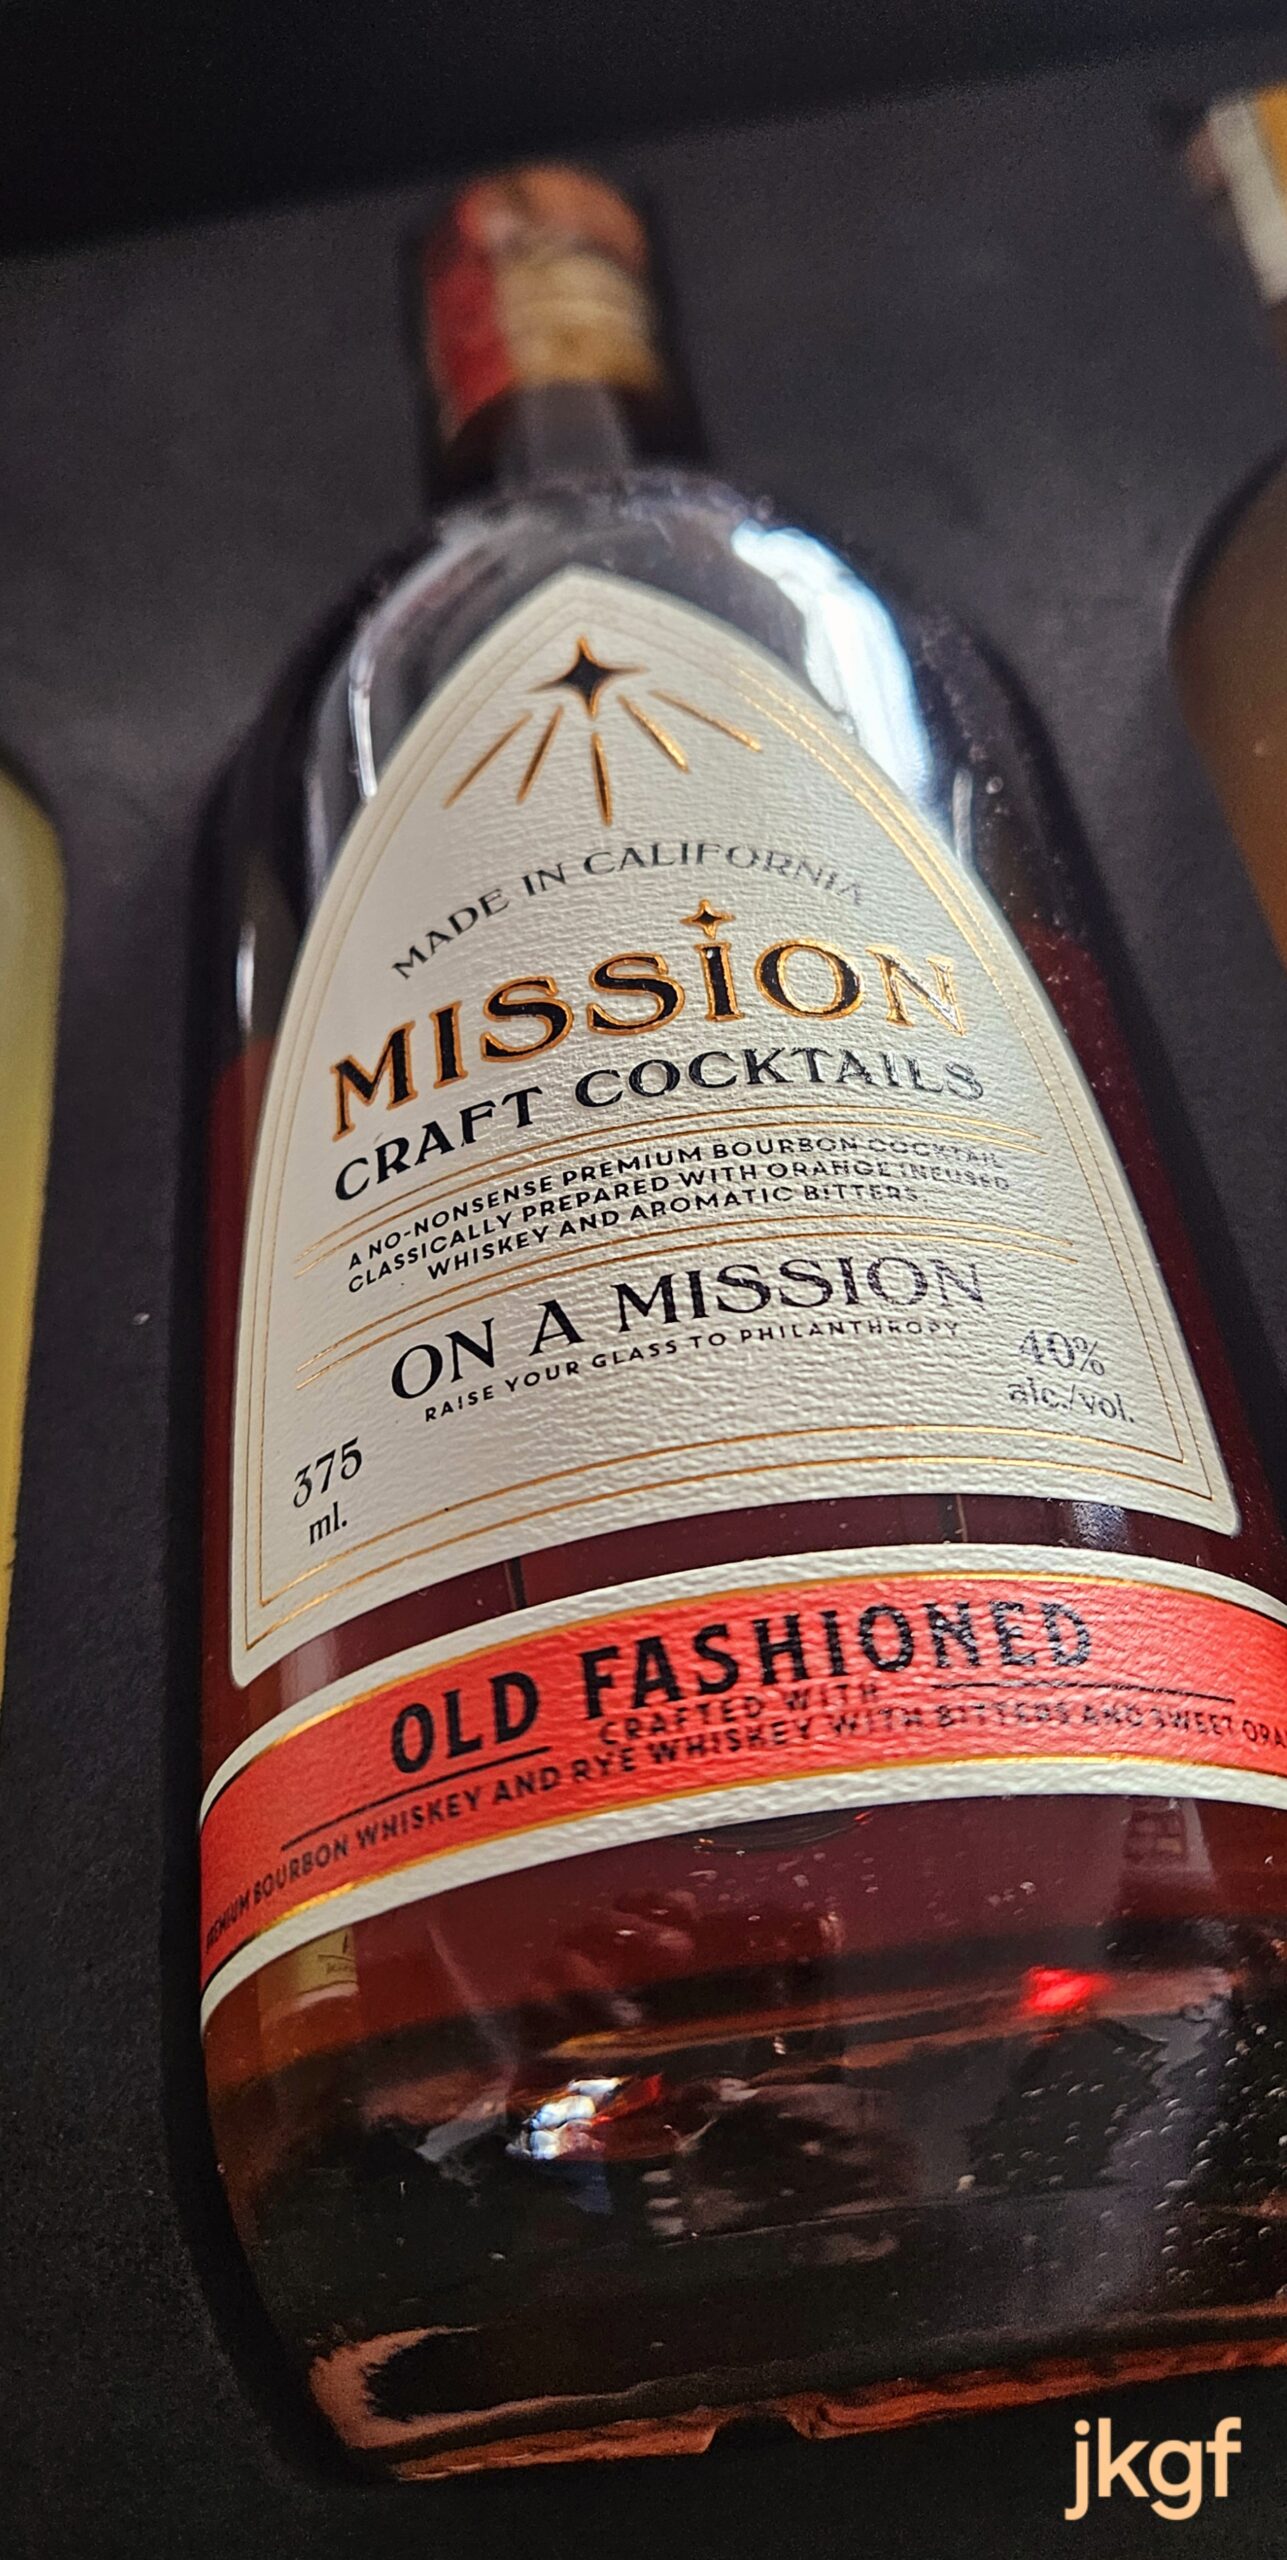 MADE IN CALIFORNIA
MISSION
CRAFT COCKTAILS
A NO-NONSENSE PREMIUM BOURBON COCKTAIL
CLASSICALLY PREPARED WITH ORANGE INFUSED
WHISKEY AND AROMATIC BITTERS.
ON A MISSION
RAISE YOUR GLASS TO PHILANTHROPY
40%
alc./vol.
375
ml.
OLD FASHIONED
CRAFTED WITH
BOURBON WHISKEY AND RYE WHISKEY WITH BITTERS AND SWEET
jkgf